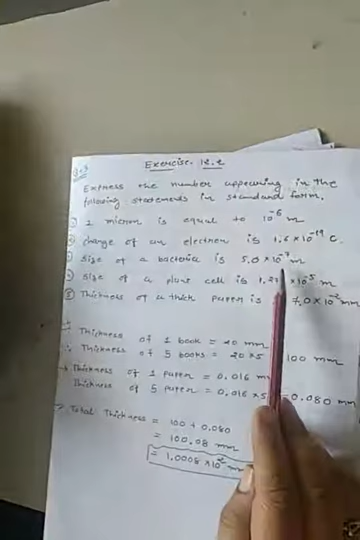 Exercise. 12.2
Q.3
Express the number appearing in the
following statements in standard form.
1 micron is equal to 10⁻⁶ m
charge of an electron is 1.6 × 10⁻¹⁹ C.
Size of a bacteria is 5.0 × 10⁻⁷ m
Size of a plant cell is 1.27 × 10⁻⁵ m
⑤ Thickness of a thick paper is 7.0 × 10⁻² mm
Thickness of 1 book = 20 mm
Thickness of 5 books = 20 × 5 100 mm
Thickness of 1 paper = 0.016 m
Thickness of 5 paper = 0.016 × 5 = 0.080 mm
Total Thickness = 100 + 0.080
= 100.08 mm
= 1.0008 × 10² mm